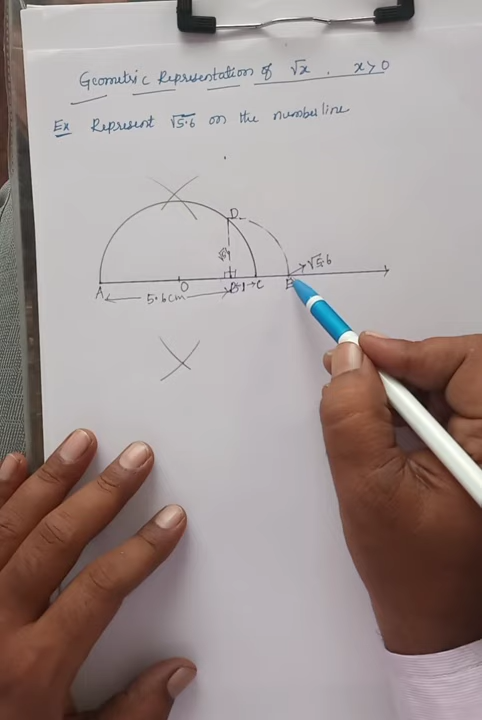 Geometric Representation of √x . x>0
Ex Represent √5.6 on the numberline
D
√5.6
A O B 1 C E
5.6cm